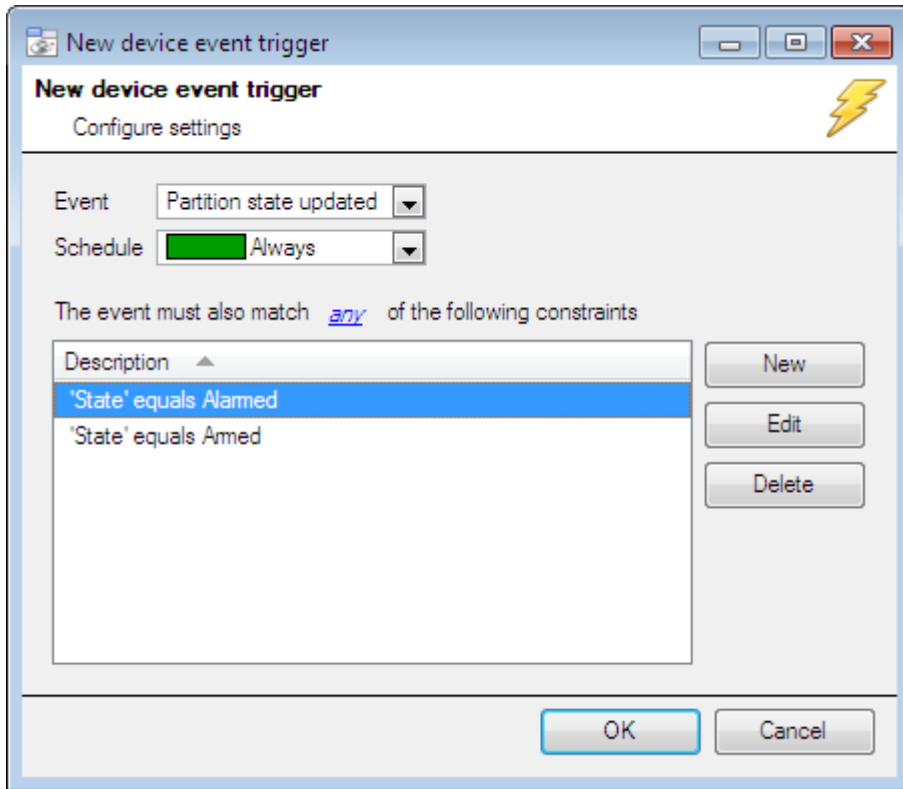 New device event trigger
New device event trigger
Configure settings
Event Partition state updated
Schedule Always
The event must also match any of the following constraints
Description
New
'State' equals Alarmed
'State' equals Armed
Edit
Delete
OK Cancel